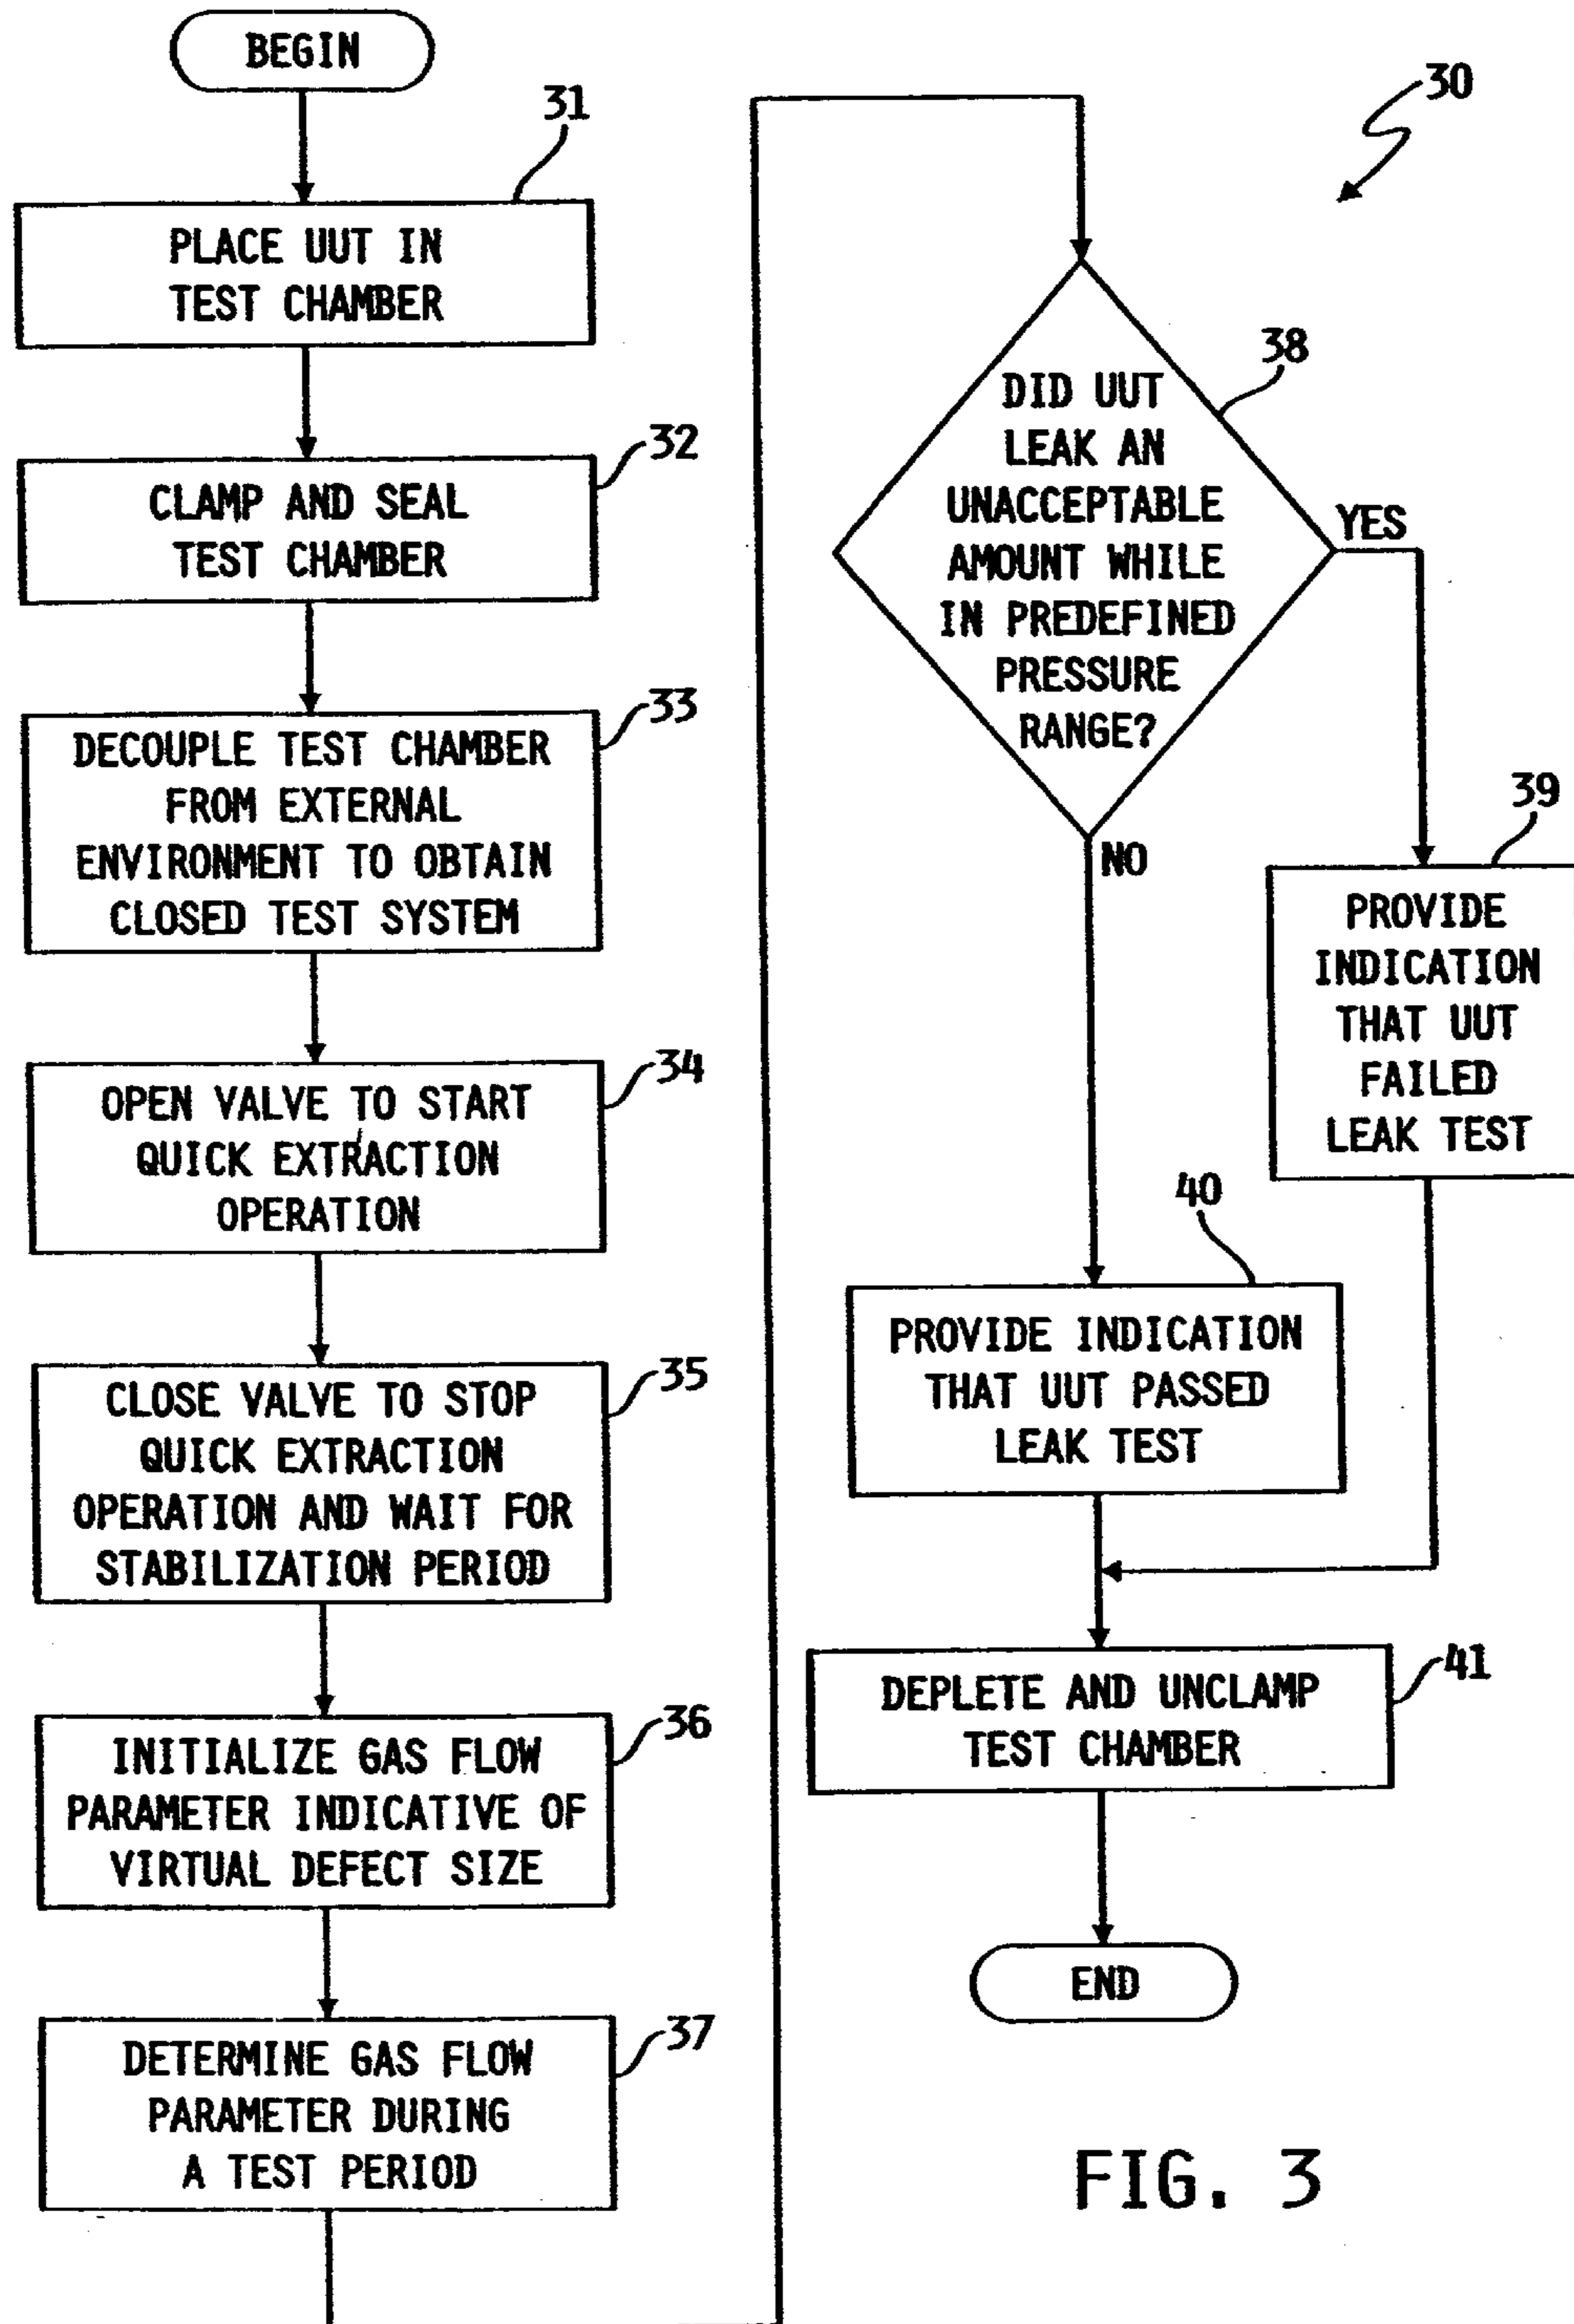 BEGIN
31
PLACE UUT IN
TEST CHAMBER
32
CLAMP AND SEAL
TEST CHAMBER
33
DECOUPLE TEST CHAMBER
FROM EXTERNAL
ENVIRONMENT TO OBTAIN
CLOSED TEST SYSTEM
34
OPEN VALVE TO START
QUICK EXTRACTION
OPERATION
35
CLOSE VALVE TO STOP
QUICK EXTRACTION
OPERATION AND WAIT FOR
STABILIZATION PERIOD
36
INITIALIZE GAS FLOW
PARAMETER INDICATIVE OF
VIRTUAL DEFECT SIZE
37
DETERMINE GAS FLOW
PARAMETER DURING
A TEST PERIOD
30
38
DID UUT
LEAK AN
UNACCEPTABLE
AMOUNT WHILE
IN PREDEFINED
PRESSURE
RANGE?
YES
NO
39
PROVIDE
INDICATION
THAT UUT
FAILED
LEAK TEST
40
PROVIDE INDICATION
THAT UUT PASSED
LEAK TEST
41
DEPLETE AND UNCLAMP
TEST CHAMBER
END
FIG. 3